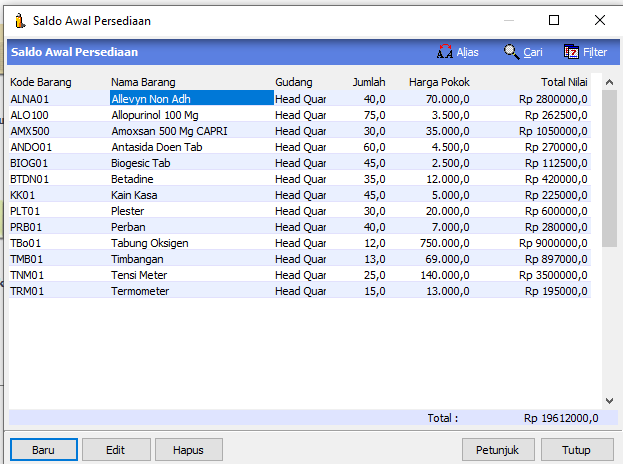 Saldo Awal Persediaan
Saldo Awal Persediaan Alias Cari Filter
Kode Barang Nama Barang Gudang Jumlah Harga Pokok Total Nilai
ALNA01 Allevyn Non Adh Head Quar 40,0 70.000,0 Rp 2800000,0
ALO100 Allopurinol 100 Mg Head Quar 75,0 3.500,0 Rp 262500,0
AMX500 Amoxsan 500 Mg CAPRI Head Quar 30,0 35.000,0 Rp 1050000,0
ANDO01 Antasida Doen Tab Head Quar 60,0 4.500,0 Rp 270000,0
BIOG01 Biogesic Tab Head Quar 45,0 2.500,0 Rp 112500,0
BTDN01 Betadine Head Quar 35,0 12.000,0 Rp 420000,0
KK01 Kain Kasa Head Quar 45,0 5.000,0 Rp 225000,0
PLT01 Plester Head Quar 30,0 20.000,0 Rp 600000,0
PRB01 Perban Head Quar 40,0 7.000,0 Rp 280000,0
TBo01 Tabung Oksigen Head Quar 12,0 750.000,0 Rp 9000000,0
TMB01 Timbangan Head Quar 13,0 69.000,0 Rp 897000,0
TNM01 Tensi Meter Head Quar 25,0 140.000,0 Rp 3500000,0
TRM01 Termometer Head Quar 15,0 13.000,0 Rp 195000,0
Total : Rp 19612000,0
Baru Edit Hapus Petunjuk Tutup